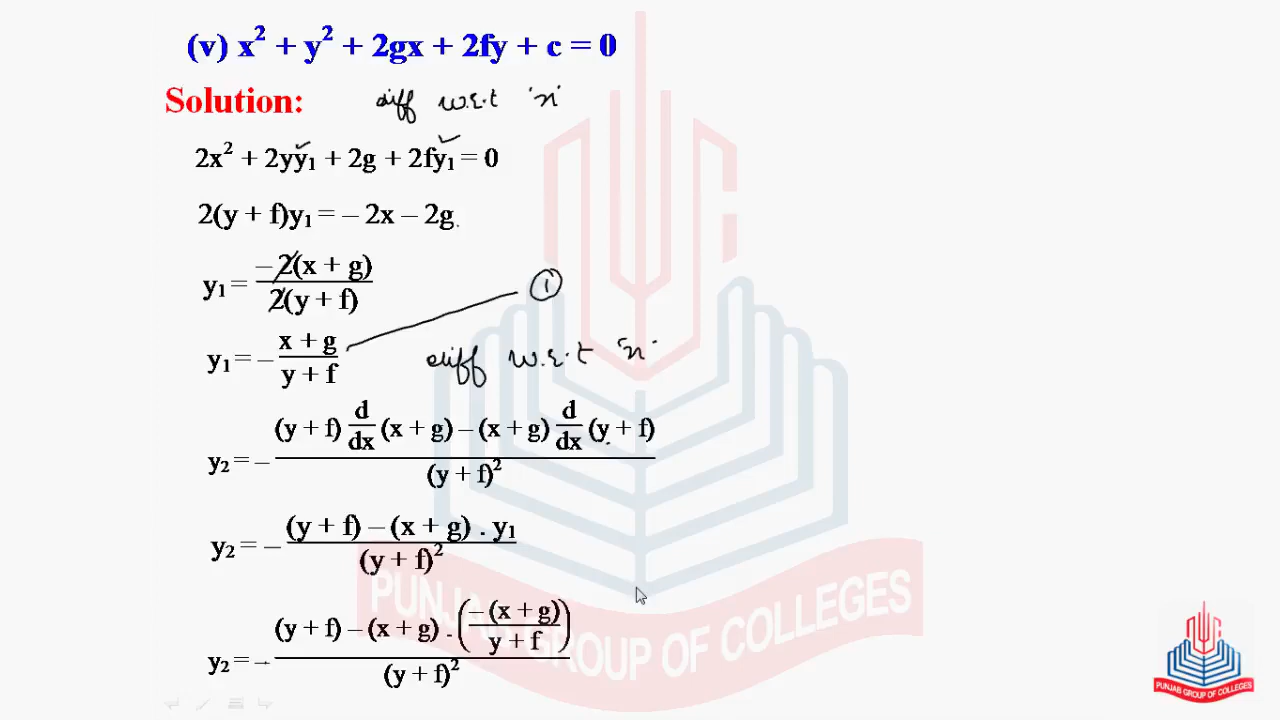 (v) x² + y² + 2gx + 2fy + c = 0
Solution: diff w.r.t 'x'
2x² + 2yy₁ + 2g + 2fy₁ = 0
2(y + f)y₁ = – 2x – 2g.
y₁ = –2(x + g) / 2(y + f)
①
y₁ = – x + g / y + f
diff w.r.t 'x'
y₂ = – (y + f) d/dx (x + g) – (x + g) d/dx (y + f) / (y + f)²
y₂ = – (y + f) – (x + g) . y₁ / (y + f)²
y₂ = – (y + f) – (x + g) . (–(x + g) / y + f) / (y + f)²
PUNJAB GROUP OF COLLEGES
PUNJAB GROUP OF COLLEGES